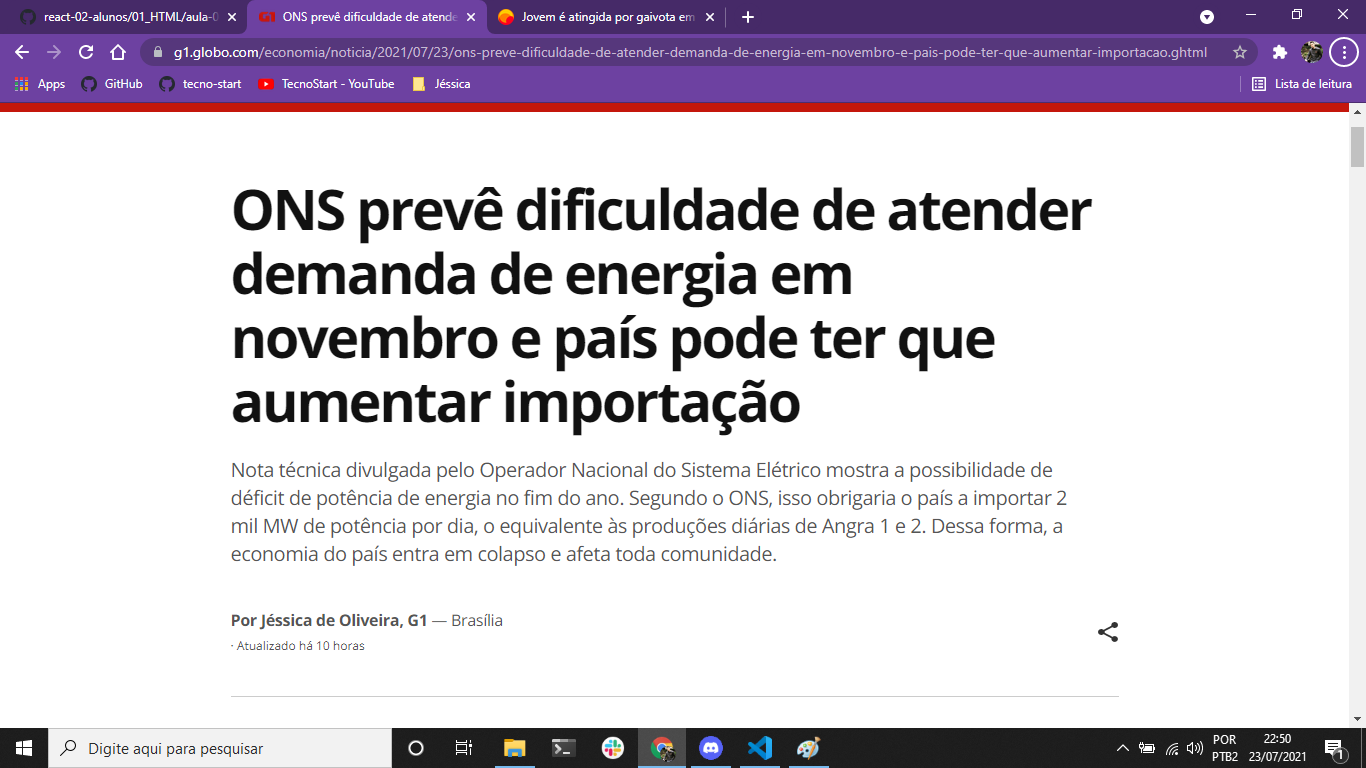 react-02-alunos/01_HTML/aula-0
G1 ONS prevê dificuldade de atende
Jovem é atingida por gaivota em
g1.globo.com/economia/noticia/2021/07/23/ons-preve-dificuldade-de-atender-demanda-de-energia-em-novembro-e-pais-pode-ter-que-aumentar-importacao.ghtml
Apps GitHub tecno-start TecnoStart - YouTube Jéssica Lista de leitura
ONS prevê dificuldade de atender
demanda de energia em
novembro e país pode ter que
aumentar importação
Nota técnica divulgada pelo Operador Nacional do Sistema Elétrico mostra a possibilidade de
déficit de potência de energia no fim do ano. Segundo o ONS, isso obrigaria o país a importar 2
mil MW de potência por dia, o equivalente às produções diárias de Angra 1 e 2. Dessa forma, a
economia do país entra em colapso e afeta toda comunidade.
Por Jéssica de Oliveira, G1 — Brasília
· Atualizado há 10 horas
Digite aqui para pesquisar
POR
PTB2
22:50
23/07/2021
1